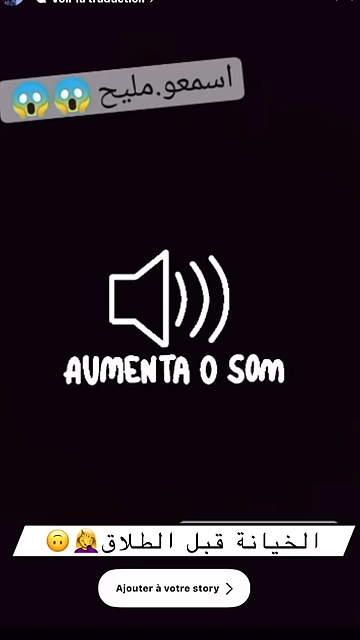 Voir la traduction >
اسمعو.مليح 😱😱
AUMENTA O SOM
الخيانة قبل الطلاق🤦‍♀️🙃
Ajouter à votre story >